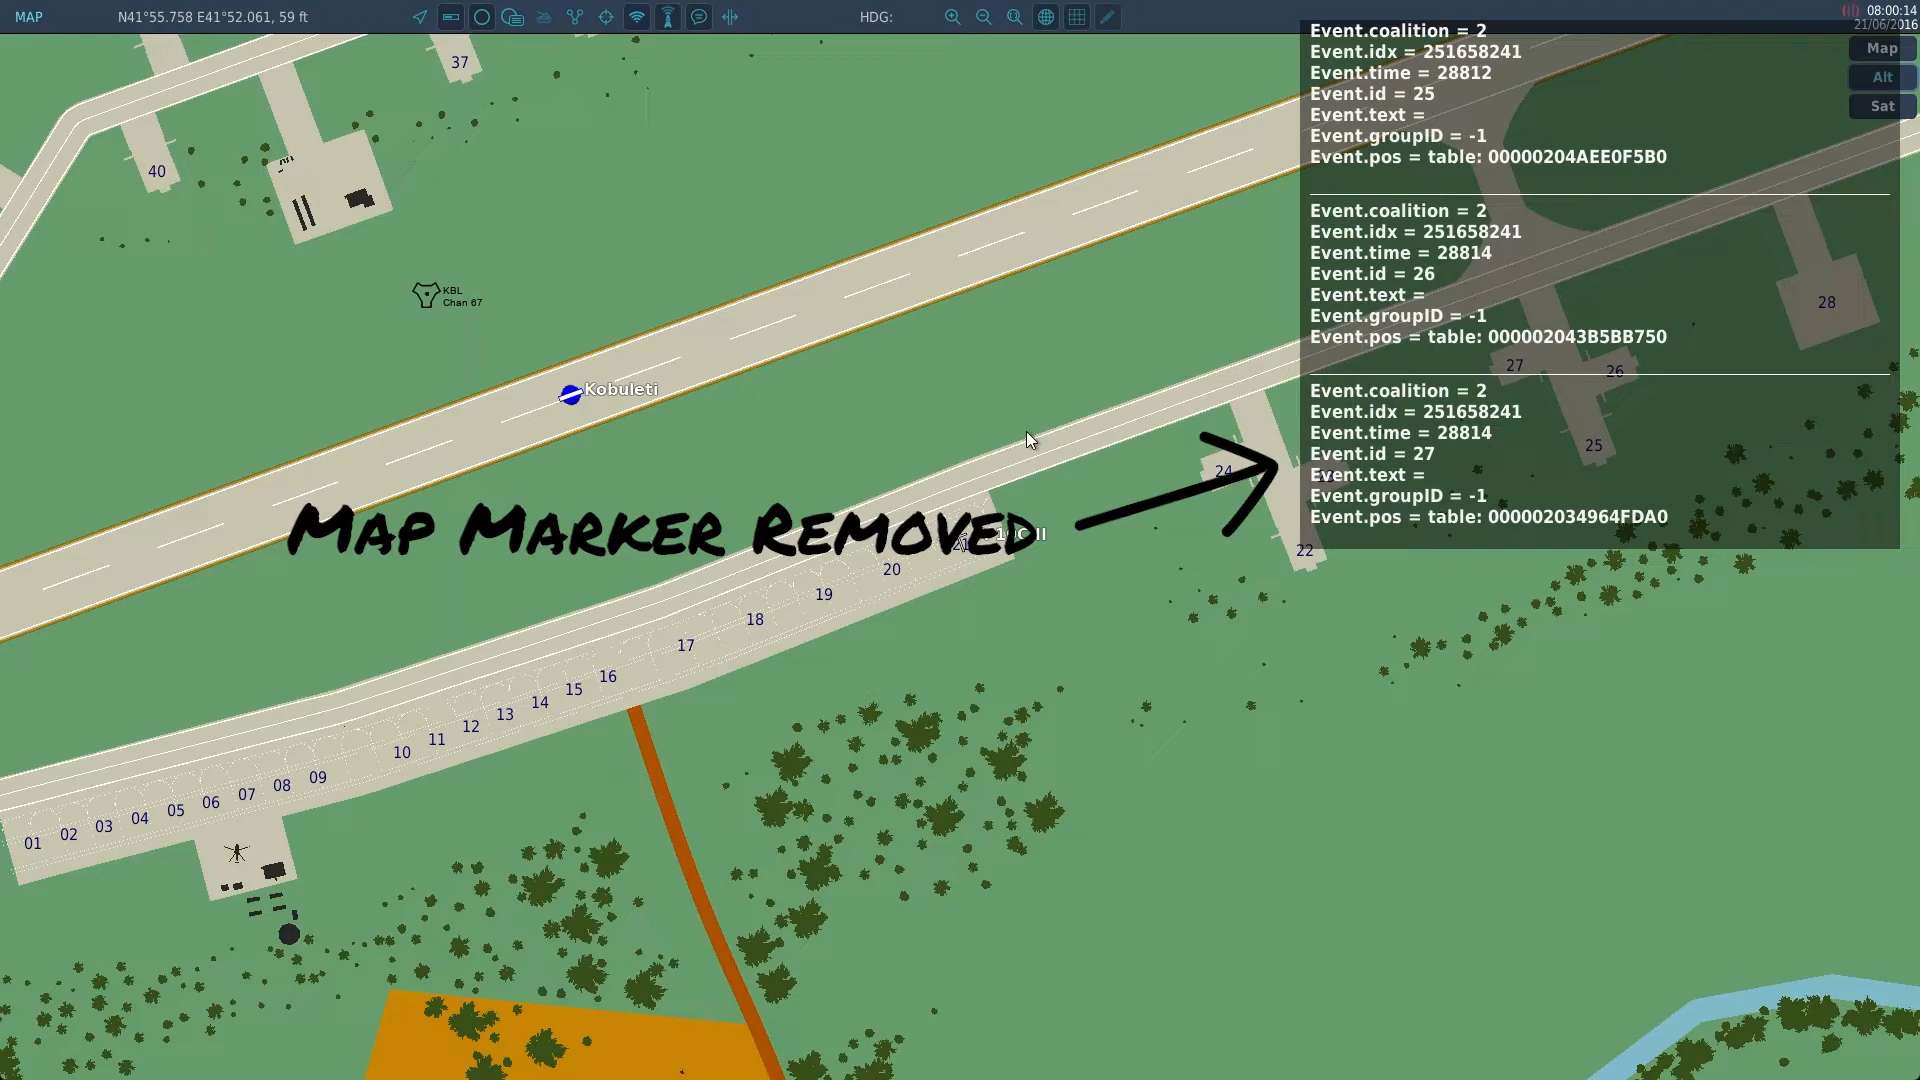 MAP
N41°55.758 E41°52.061, 59 ft
HDG:
08:00:14
21/06/2016
Map
Alt
Sat
Event.coalition = 2
Event.idx = 251658241
Event.time = 28812
Event.id = 25
Event.text =
Event.groupID = -1
Event.pos = table: 00000204AEE0F5B0
Event.coalition = 2
Event.idx = 251658241
Event.time = 28814
Event.id = 26
Event.text =
Event.groupID = -1
Event.pos = table: 000002043B5BB750
Event.coalition = 2
Event.idx = 251658241
Event.time = 28814
Event.id = 27
Event.text =
Event.groupID = -1
Event.pos = table: 000002034964FDA0
37
40
KBL
Chan 67
Kobuleti
28
27
26
25
24
22
Map Marker Removed
20
19
18
17
16
15
14
13
12
11
10
09
08
07
06
05
04
03
02
01